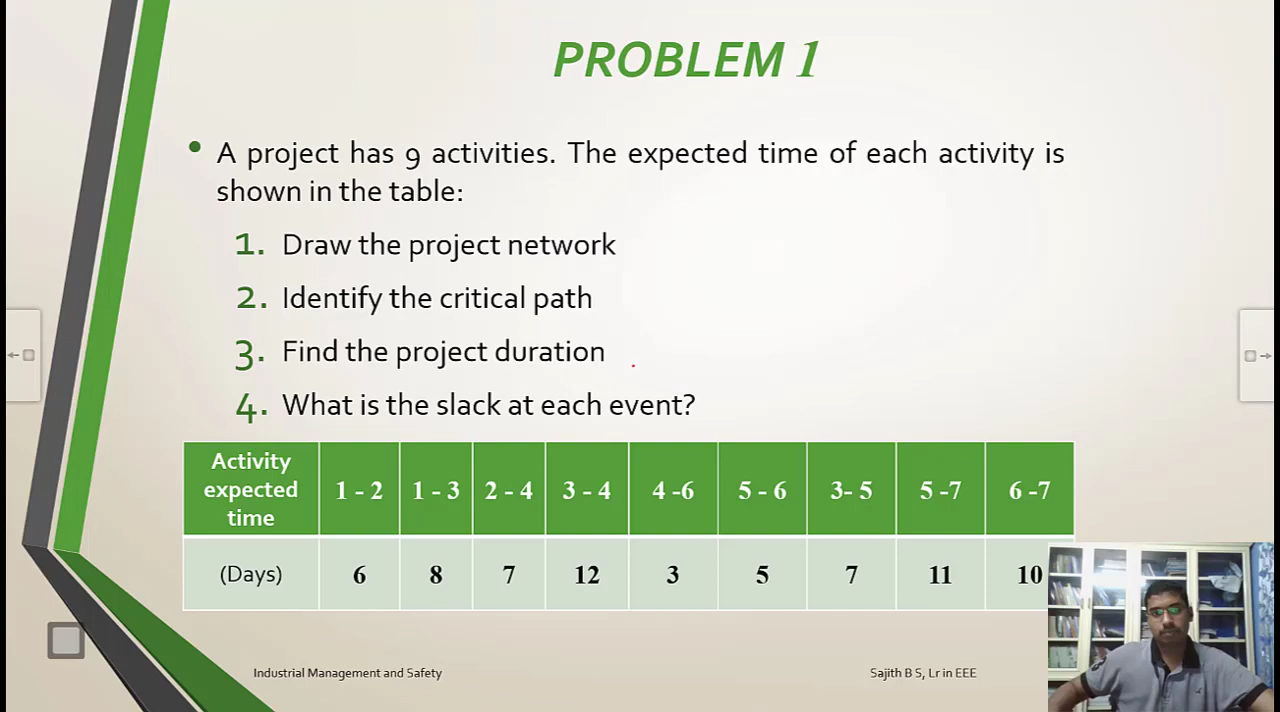 PROBLEM 1
• A project has 9 activities. The expected time of each activity is
shown in the table:
1. Draw the project network
2. Identify the critical path
3. Find the project duration
4. What is the slack at each event?
Activity expected time 1 - 2 1 - 3 2 - 4 3 - 4 4 -6 5 - 6 3- 5 5 -7 6 -7
(Days) 6 8 7 12 3 5 7 11 10
Industrial Management and Safety Sajith B S, Lr in EEE